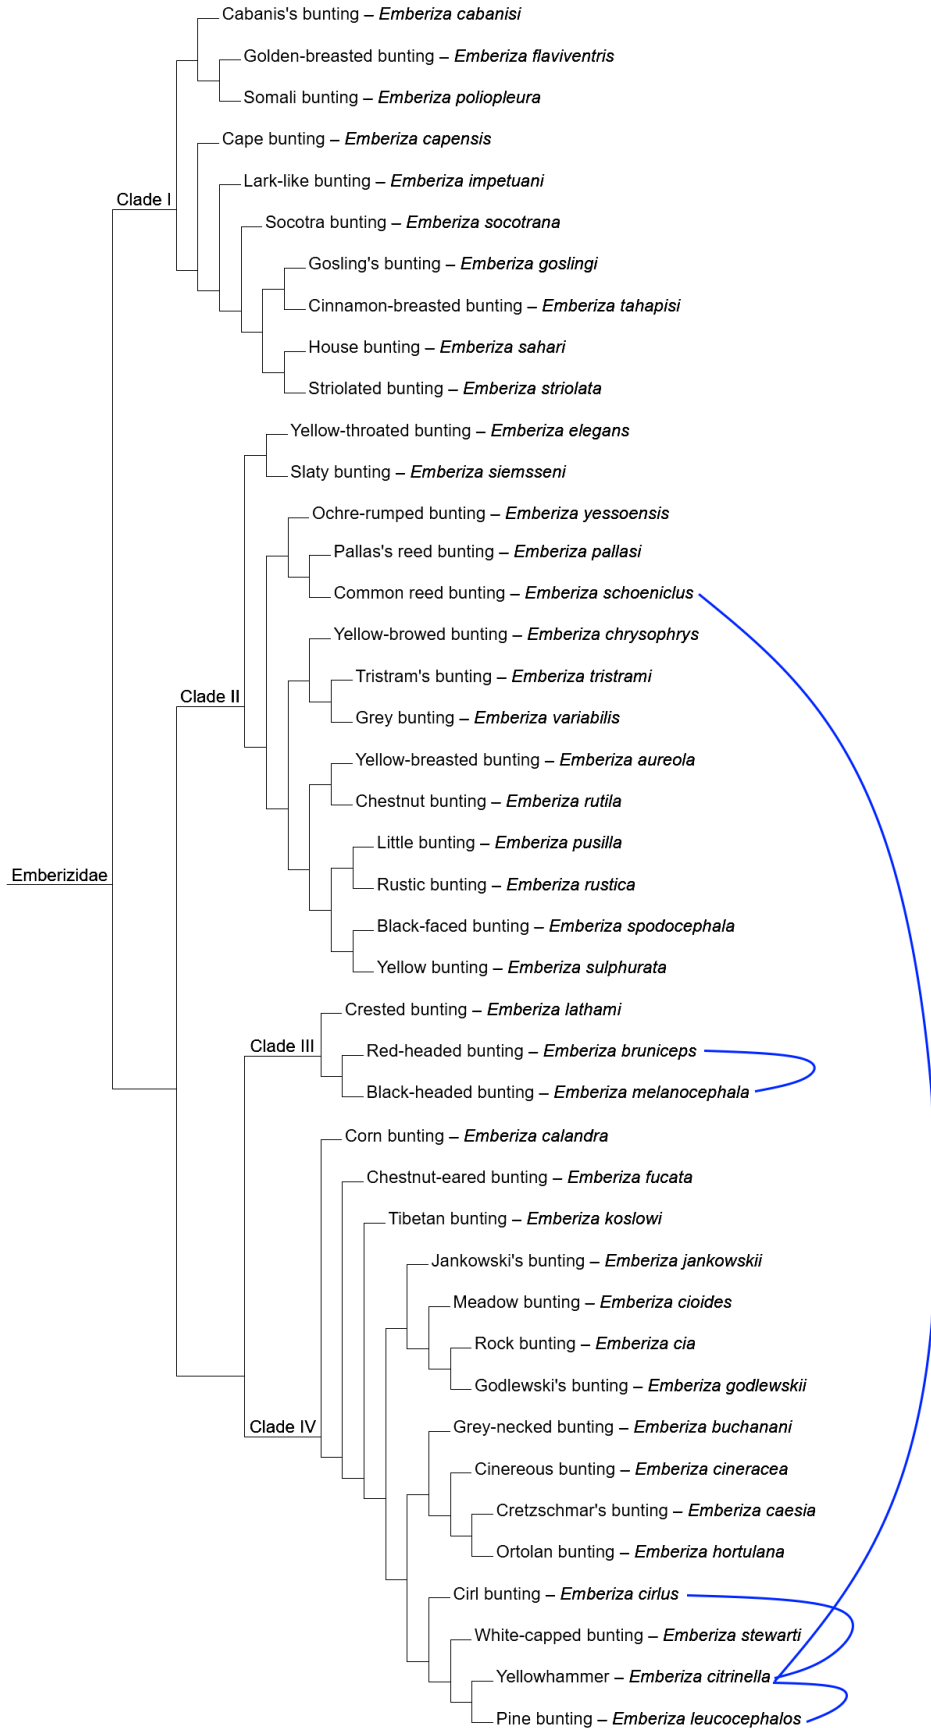 Cabanis's bunting – Emberiza cabanisi
Golden-breasted bunting – Emberiza flaviventris
Somali bunting – Emberiza poliopleura
Cape bunting – Emberiza capensis
Lark-like bunting – Emberiza impetuani
Clade I
Socotra bunting – Emberiza socotrana
Gosling's bunting – Emberiza goslingi
Cinnamon-breasted bunting – Emberiza tahapisi
House bunting – Emberiza sahari
Striolated bunting – Emberiza striolata
Yellow-throated bunting – Emberiza elegans
Slaty bunting – Emberiza siemsseni
Ochre-rumped bunting – Emberiza yessoensis
Pallas's reed bunting – Emberiza pallasi
Common reed bunting – Emberiza schoeniclus
Yellow-browed bunting – Emberiza chrysophrys
Tristram's bunting – Emberiza tristrami
Clade II
Grey bunting – Emberiza variabilis
Yellow-breasted bunting – Emberiza aureola
Chestnut bunting – Emberiza rutila
Little bunting – Emberiza pusilla
Emberizidae
Rustic bunting – Emberiza rustica
Black-faced bunting – Emberiza spodocephala
Yellow bunting – Emberiza sulphurata
Crested bunting – Emberiza lathami
Clade III
Red-headed bunting – Emberiza bruniceps
Black-headed bunting – Emberiza melanocephala
Corn bunting – Emberiza calandra
Chestnut-eared bunting – Emberiza fucata
Tibetan bunting – Emberiza koslowi
Jankowski's bunting – Emberiza jankowskii
Meadow bunting – Emberiza cioides
Rock bunting – Emberiza cia
Godlewski's bunting – Emberiza godlewskii
Clade IV
Grey-necked bunting – Emberiza buchanani
Cinereous bunting – Emberiza cineracea
Cretzschmar's bunting – Emberiza caesia
Ortolan bunting – Emberiza hortulana
Cirl bunting – Emberiza cirlus
White-capped bunting – Emberiza stewarti
Yellowhammer – Emberiza citrinella
Pine bunting – Emberiza leucocephalos